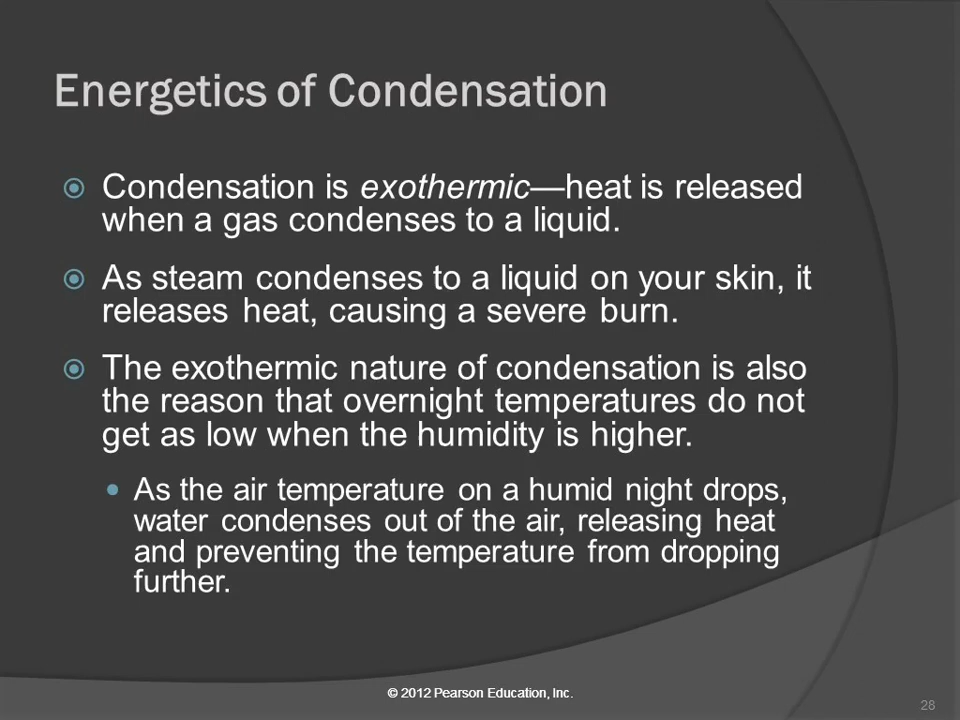 Energetics of Condensation
Condensation is exothermic—heat is released
when a gas condenses to a liquid.
As steam condenses to a liquid on your skin, it
releases heat, causing a severe burn.
The exothermic nature of condensation is also
the reason that overnight temperatures do not
get as low when the humidity is higher.
As the air temperature on a humid night drops,
water condenses out of the air, releasing heat
and preventing the temperature from dropping
further.
© 2012 Pearson Education, Inc.
28